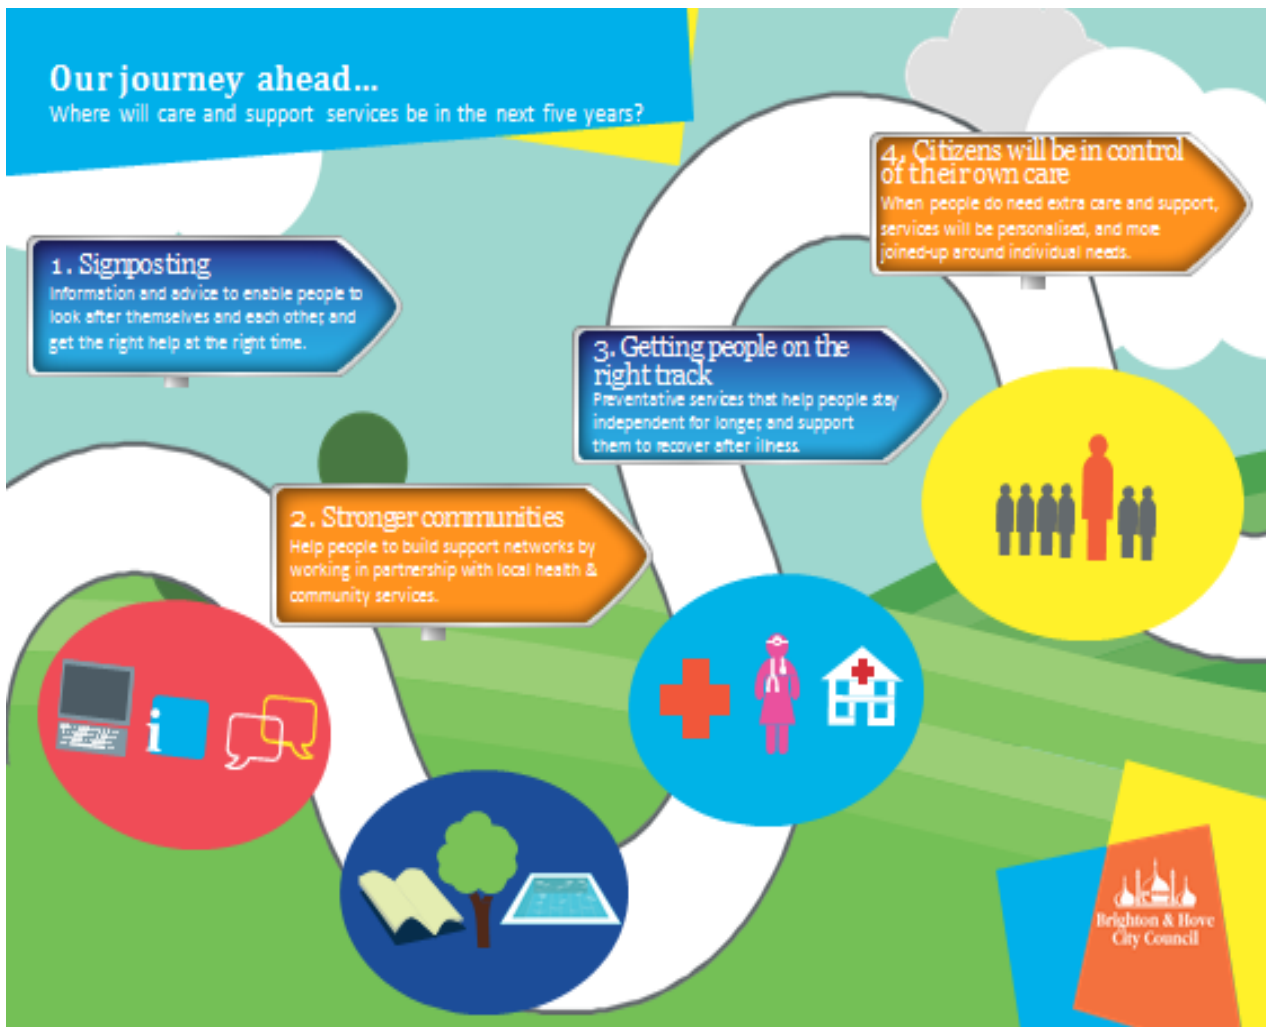 Our journey ahead...
Where will care and support services be in the next five years?
1. Signposting
Information and advice to enable people to
look after themselves and each other, and
get the right help at the right time.
2. Stronger communities
Help people to build support networks by
working in partnership with local health &
community services.
3. Getting people on the
right track
Preventative services that help people stay
independent for longer, and support
them to recover after illness.
4. Citizens will be in control
of their own care
When people do need extra care and support,
services will be personalised, and more
joined-up around individual needs.
i
Brighton & Hove
City Council